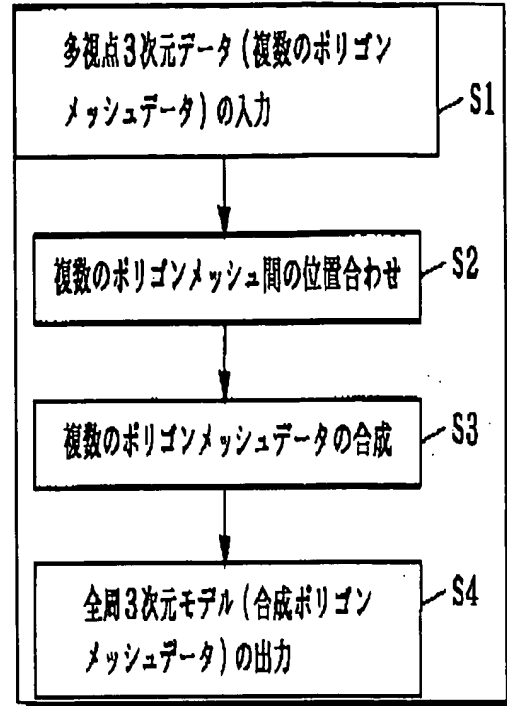 多視点3次元データ(複数のポリゴン
メッシュデータ)の入力
S1
複数のポリゴンメッシュ間の位置合わせ
S2
複数のポリゴンメッシュデータの合成
S3
全周3次元モデル(合成ポリゴン
メッシュデータ)の出力
S4